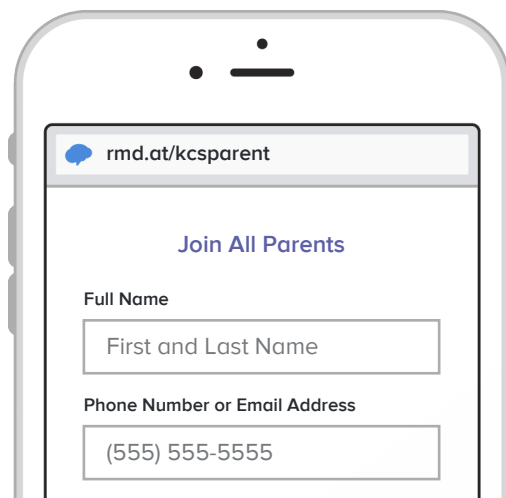 rmd.at/kcsparent
Join All Parents
Full Name
First and Last Name
Phone Number or Email Address
(555) 555-5555